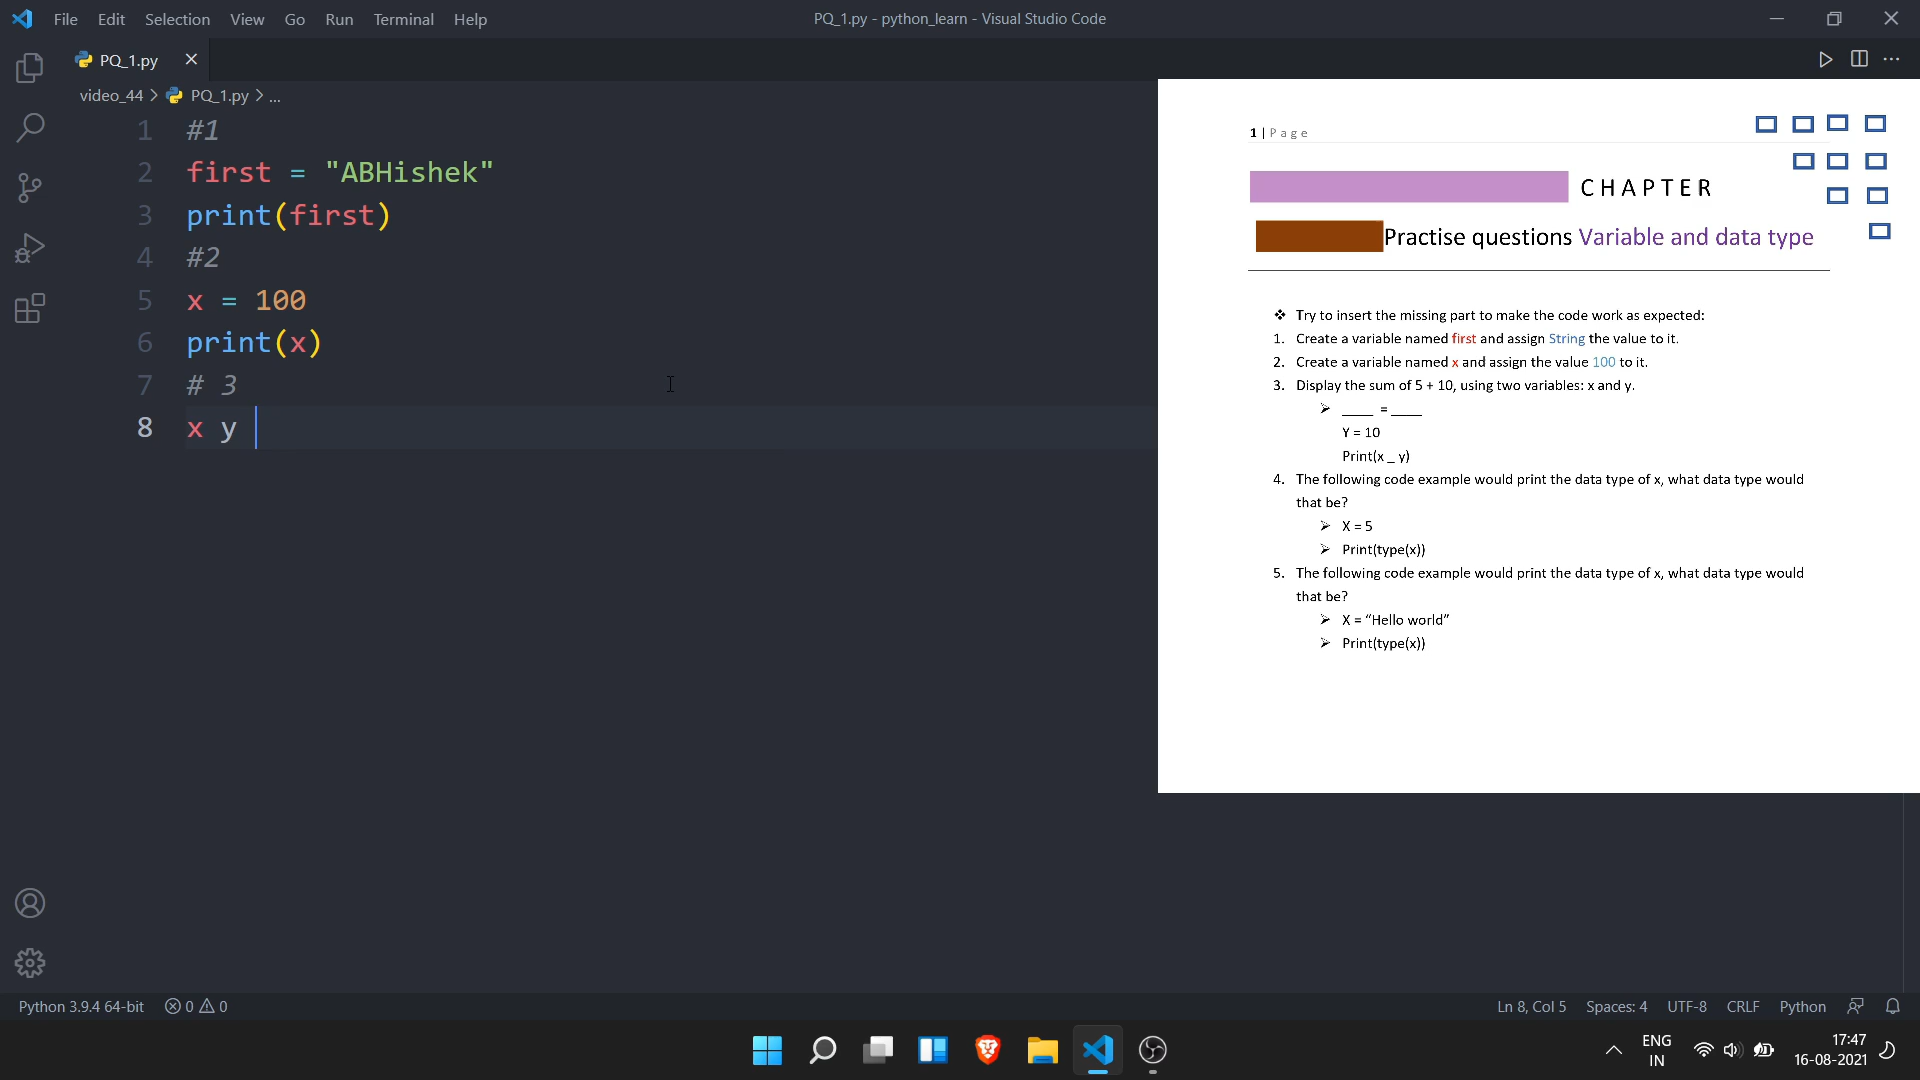 File Edit Selection View Go Run Terminal Help PQ_1.py - python_learn - Visual Studio Code
PQ_1.py
video_44 > PQ_1.py > ...
1 #1
2 first = "ABHishek"
3 print(first)
4 #2
5 x = 100
6 print(x)
7 # 3
8 x y
1 | Page
CHAPTER
Practise questions Variable and data type
❖ Try to insert the missing part to make the code work as expected:
1. Create a variable named first and assign String the value to it.
2. Create a variable named x and assign the value 100 to it.
3. Display the sum of 5 + 10, using two variables: x and y.
➢ ____ = ____
Y = 10
Print(x _ y)
4. The following code example would print the data type of x, what data type would
that be?
➢ X = 5
➢ Print(type(x))
5. The following code example would print the data type of x, what data type would
that be?
➢ X = “Hello world”
➢ Print(type(x))
Python 3.9.4 64-bit 0 0 Ln 8, Col 5 Spaces: 4 UTF-8 CRLF Python
ENG 17:47
IN 16-08-2021